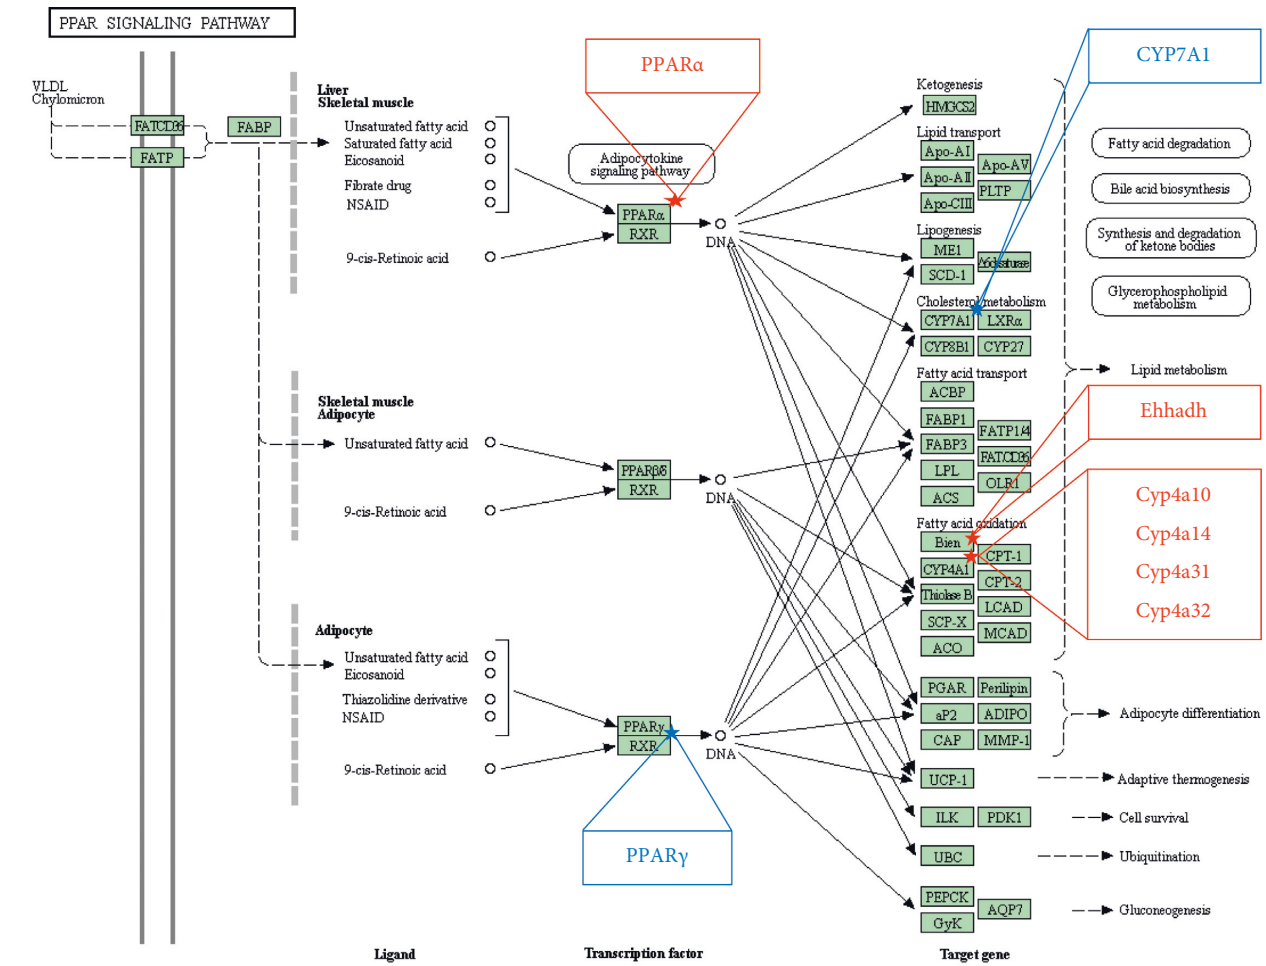 PPAR SIGNALING PATHWAY
VLDL
Chylomicron
FATCD36
FATP
FABP
Liver
Skeletal muscle
Unsaturated fatty acid
Saturated fatty acid
Eicosanoid
Fibrate drug
NSAID
9-cis-Retinoic acid
PPARα
Adipocytokine
signaling pathway
PPARα
RXR
DNA
Skeletal muscle
Adipocyte
Unsaturated fatty acid
9-cis-Retinoic acid
PPARβ/δ
RXR
DNA
Adipocyte
Unsaturated fatty acid
Eicosanoid
Thiazolidine derivative
NSAID
9-cis-Retinoic acid
PPARγ
RXR
DNA
PPARγ
Ketogenesis
HMGCS2
Lipid transport
Apo-AI
Apo-AII
Apo-CIII
Apo-AV
PLTP
Lipogenesis
ME1
SCD-1
Δ6desaturase
Cholesterol metabolism
CYP7A1
LXRα
CYP8B1
CYP27
Fatty acid transport
ACBP
FABP1
FABP3
LPL
ACS
FATP1/4
FATCD36
OLR1
Fatty acid oxidation
Bien
CYP4A1
Thiolase B
SCP-X
ACO
CPT-1
CPT-2
LCAD
MCAD
PGAR
Perilipin
aP2
ADIPO
CAP
MMP-1
UCP-1
ILK
PDK1
UBC
PEPCK
GyK
AQP7
CYP7A1
Fatty acid degradation
Bile acid biosynthesis
Synthesis and degradation
of ketone bodies
Glycerophospholipid
metabolism
Lipid metabolism
Ehhadh
Cyp4a10
Cyp4a14
Cyp4a31
Cyp4a32
Adipocyte differentiation
Adaptive thermogenesis
Cell survival
Ubiquitination
Gluconeogenesis
Ligand
Transcription factor
Target gene